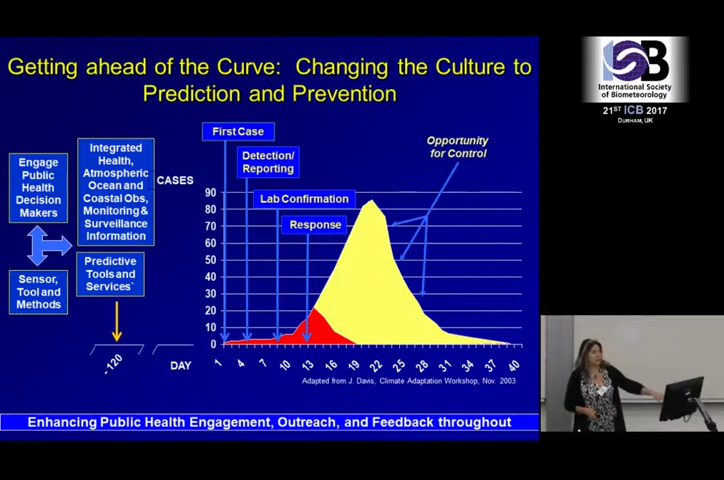 Getting ahead of the Curve: Changing the Culture to
Prediction and Prevention
Engage
Public
Health
Decision
Makers
Sensor,
Tool and
Methods
Integrated
Health,
Atmospheric
Ocean and
Coastal Obs,
Monitoring &
Surveillance
Information
Predictive
Tools and
Services`
-120
CASES
DAY
First Case
Detection/
Reporting
Lab Confirmation
Response
Opportunity
for Control
90
80
70
60
50
40
30
20
10
0
1 4 7 10 13 16 19 22 25 28 31 34 37 40
Adapted from J. Davis, Climate Adaptation Workshop, Nov. 2003
Enhancing Public Health Engagement, Outreach, and Feedback throughout
ISB
International Society
of Biometeorology
21ST ICB 2017
DURHAM, UK